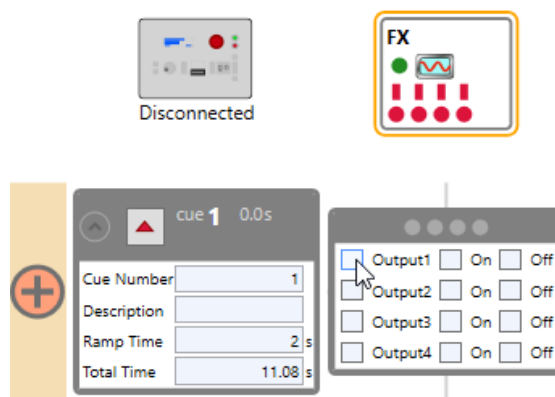 FX
Disconnected
cue 1 0.0s
Cue Number 1
Description
Ramp Time 2 s
Total Time 11.08 s
Output1 On Off
Output2 On Off
Output3 On Off
Output4 On Off